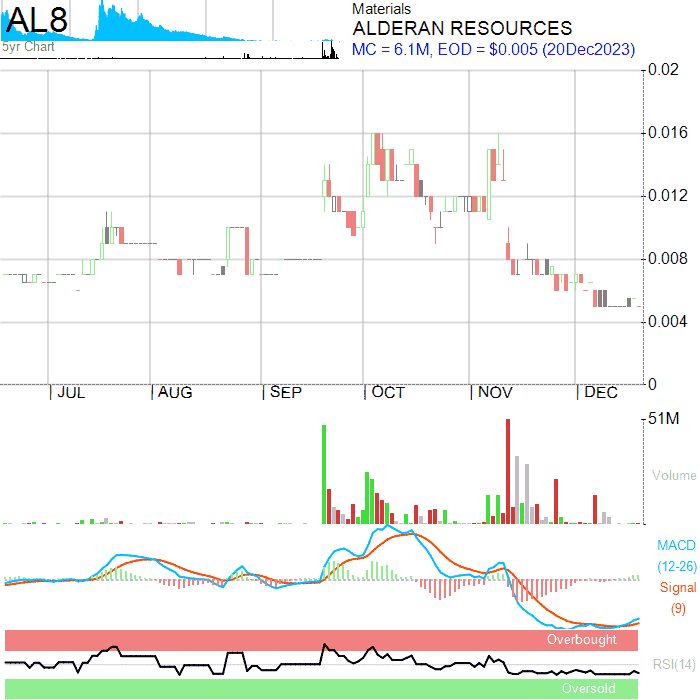 AL8
5yr Chart
Materials
ALDERAN RESOURCES
MC = 6.1M, EOD = $0.005 (20Dec2023)
0.02
0.016
0.012
0.008
0.004
0
JUL AUG SEP OCT NOV DEC
51M
Volume
MACD
(12-26)
Signal
(9)
Overbought
RSI(14)
Oversold